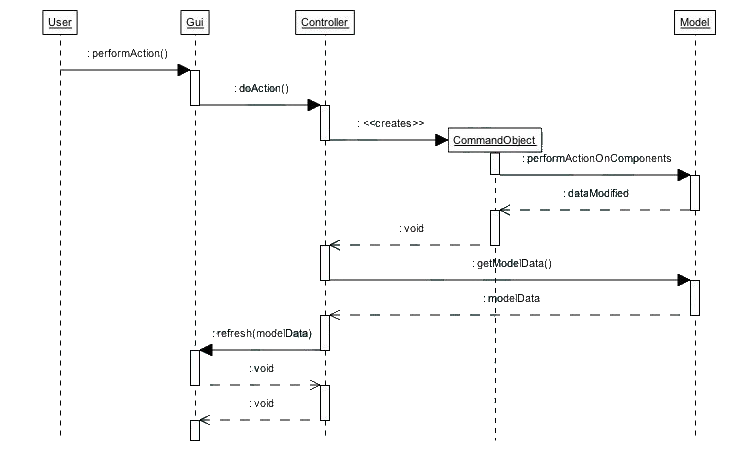 User
Gui
Controller
Model
: performAction()
: doAction()
: <<creates>>
CommandObject
: performActionOnComponents
: dataModified
: void
: getModelData()
: modelData
: refresh(modelData)
: void
: void